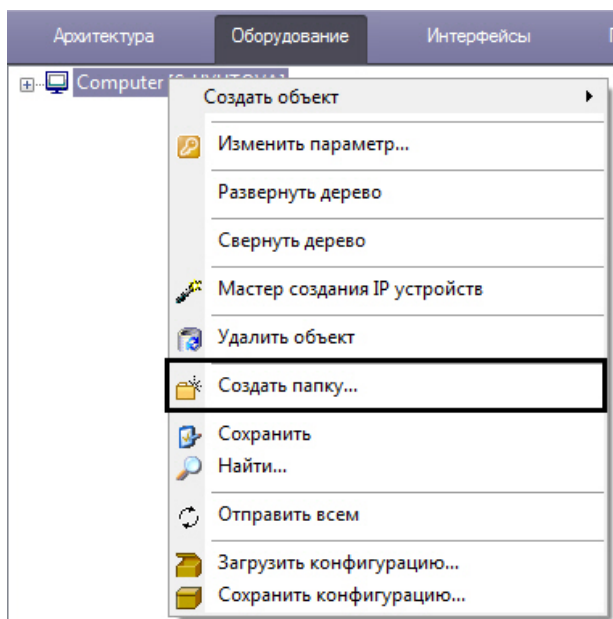 Архитектура Оборудование Интерфейсы
Computer
Создать объект
Изменить параметр...
Развернуть дерево
Свернуть дерево
Мастер создания IP устройств
Удалить объект
Создать папку...
Сохранить
Найти...
Отправить всем
Загрузить конфигурацию...
Сохранить конфигурацию...